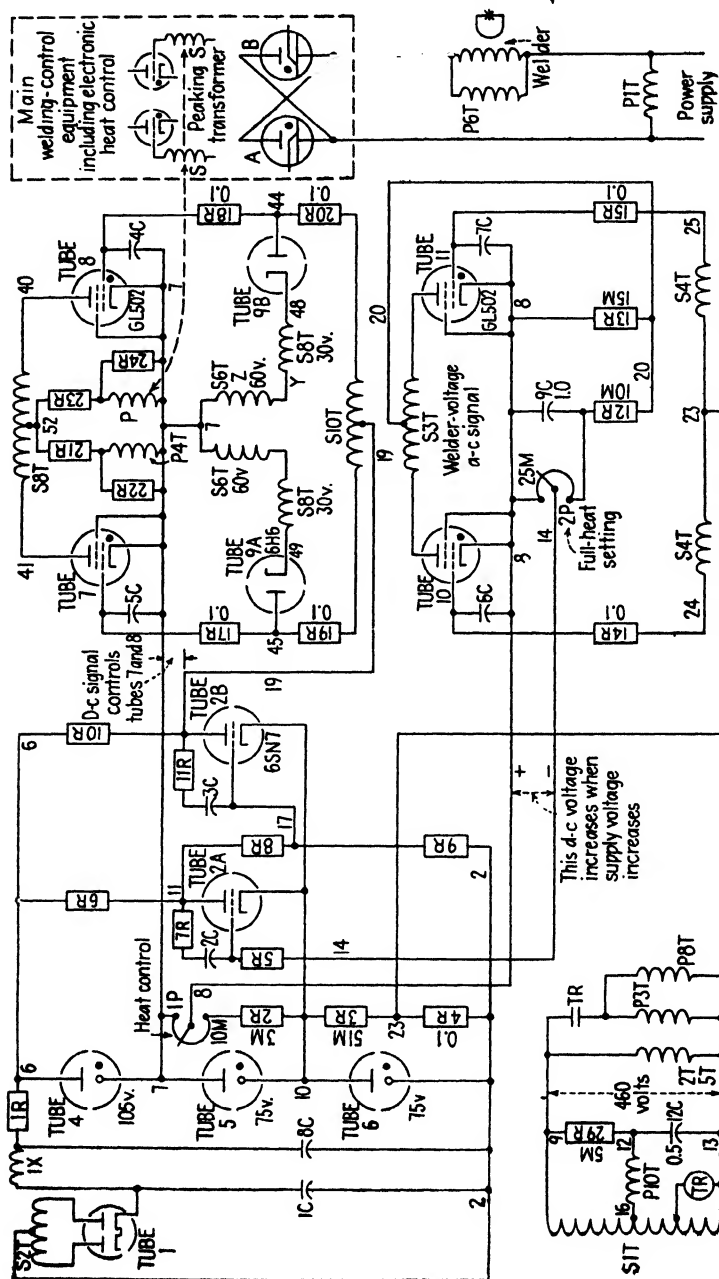 Main
welding-control
equipment
including electronic
heat control
Peaking
transformer
S
S
A
B
P6T
Welder
P1T
Power
supply
40
TUBE
8
GL502
4C
7
S8T
52
23R
24R
21R
22R
P
P4T
41
TUBE
7
5C
18R
0.1
44
20R
0.1
TUBE
9B
48
S8T
30v.
Y
S6T
Z
60v.
7
S6T
60v
S8T
30v.
S10T
TUBE
9A
6H6
49
17R
0.1
45
19R
0.1
D-c signal
controls
tubes 7 and 8
19
20
19
S3T
Welder-voltage
a-c signal
TUBE
11
GL502
7C
8
15R
0.1
25
13R
15M
9C
1.0
12R
10M
20
25M
14
2P
Full-heat
setting
TUBE
10
6C
14R
0.1
24
S4T
23
S4T
6
10R
TUBE
2B
6SN7
11R
3C
17
6R
11
8R
TUBE
2A
7R
2C
5R
14
9R
2
This d-c voltage
increases when
supply voltage
increases
+
-
Heat control
1P
8
10M
2R
3M
3R
51M
23
4R
0.1
6
1R
TUBE
4
105v.
7
TUBE
5
75v.
10
TUBE
6
75v
1X
8C
1C
2
S2T
TUBE
1
TR
P3T
P8T
460
volts
2T
5T
9
29R
5M
12
P10T
16
0.5
12C
13
TR
S1T